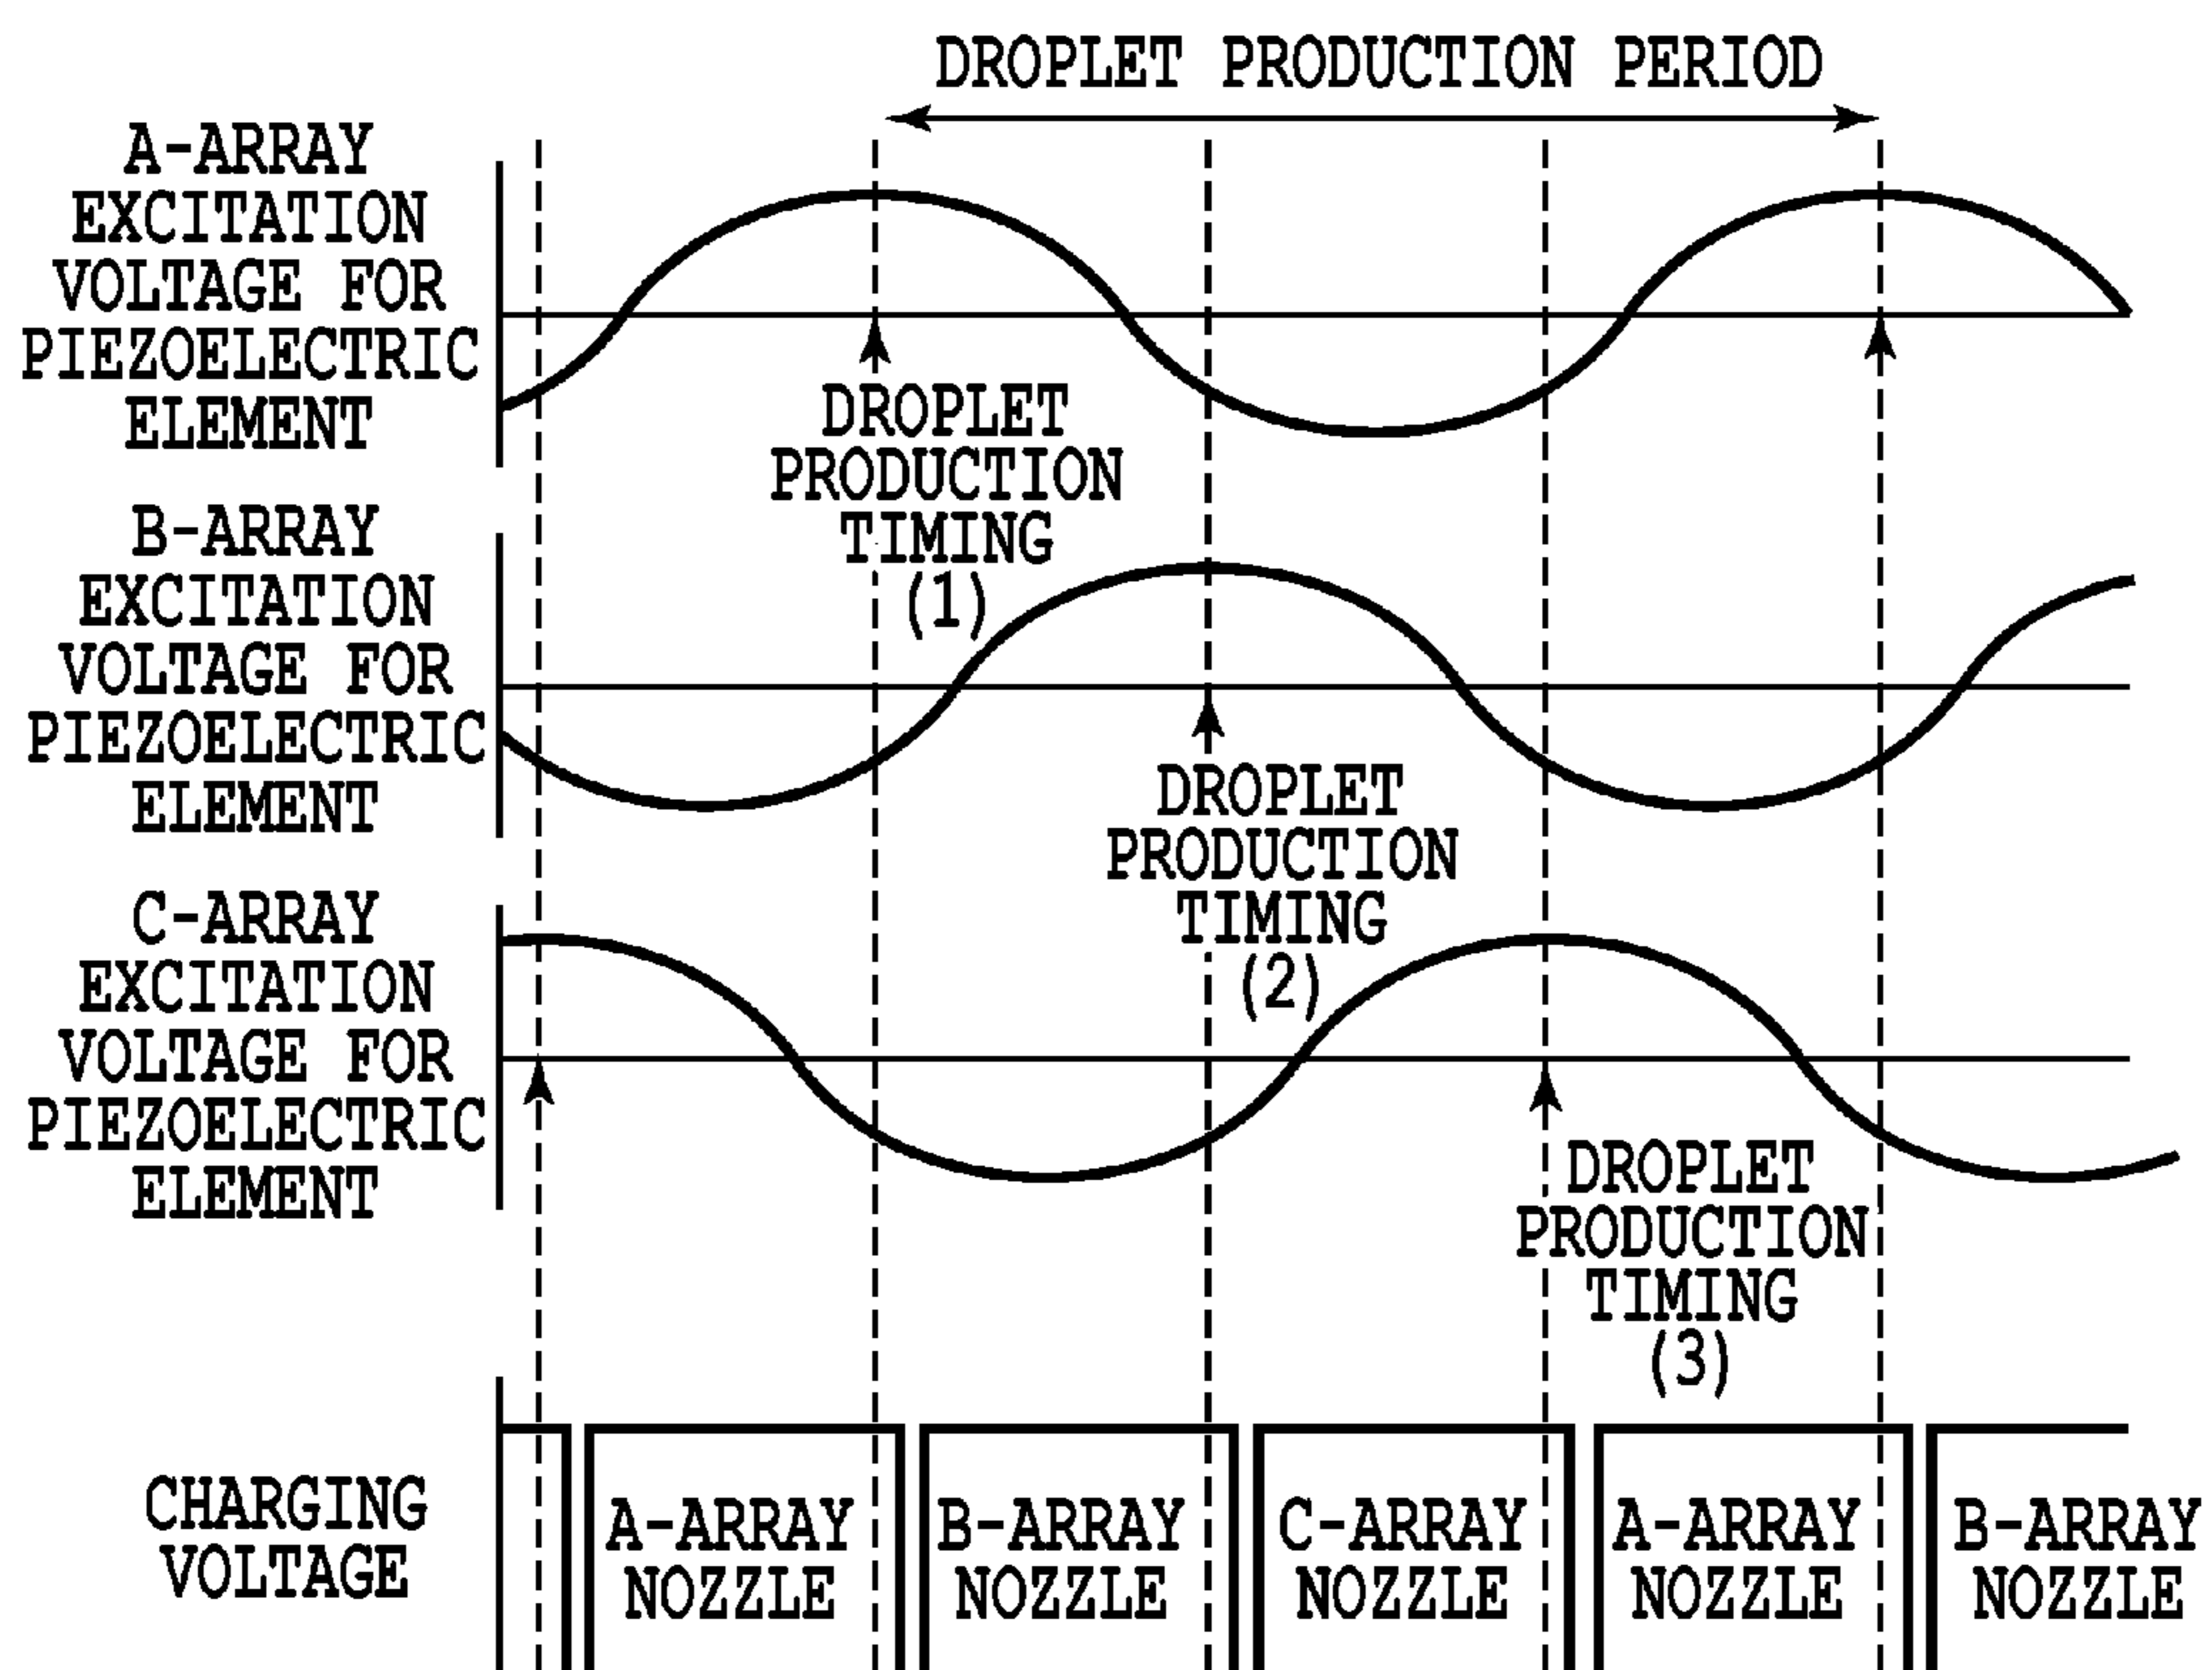 DROPLET PRODUCTION PERIOD
A-ARRAY
EXCITATION
VOLTAGE FOR
PIEZOELECTRIC
ELEMENT
DROPLET
PRODUCTION
TIMING
(1)
B-ARRAY
EXCITATION
VOLTAGE FOR
PIEZOELECTRIC
ELEMENT
DROPLET
PRODUCTION
TIMING
(2)
C-ARRAY
EXCITATION
VOLTAGE FOR
PIEZOELECTRIC
ELEMENT
DROPLET
PRODUCTION
TIMING
(3)
CHARGING
VOLTAGE
A-ARRAY
NOZZLE
B-ARRAY
NOZZLE
C-ARRAY
NOZZLE
A-ARRAY
NOZZLE
B-ARRAY
NOZZLE